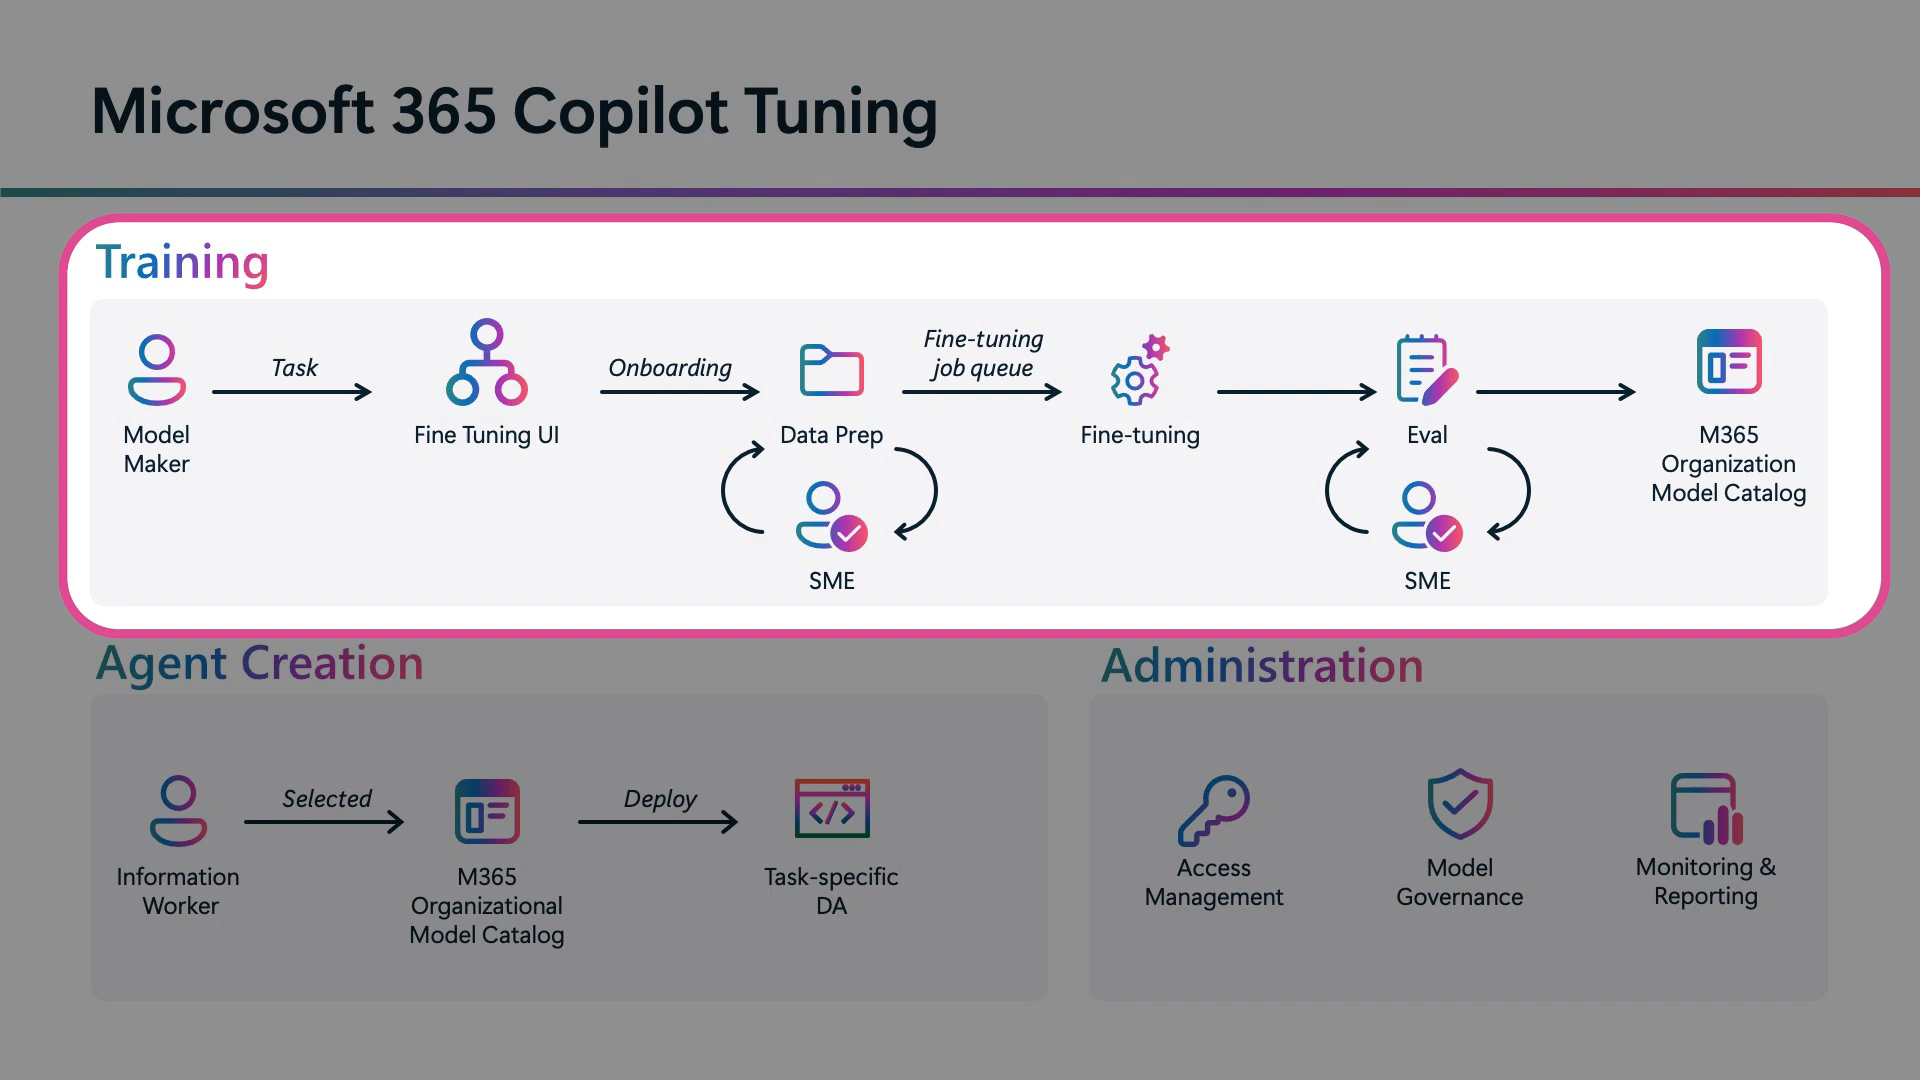 Microsoft 365 Copilot Tuning
Training
Model
Maker
Task
Fine Tuning UI
Onboarding
Data Prep
SME
Fine-tuning
job queue
Fine-tuning
Eval
SME
M365
Organization
Model Catalog
Agent Creation
Information
Worker
Selected
M365
Organizational
Model Catalog
Deploy
Task-specific
DA
Administration
Access
Management
Model
Governance
Monitoring &
Reporting